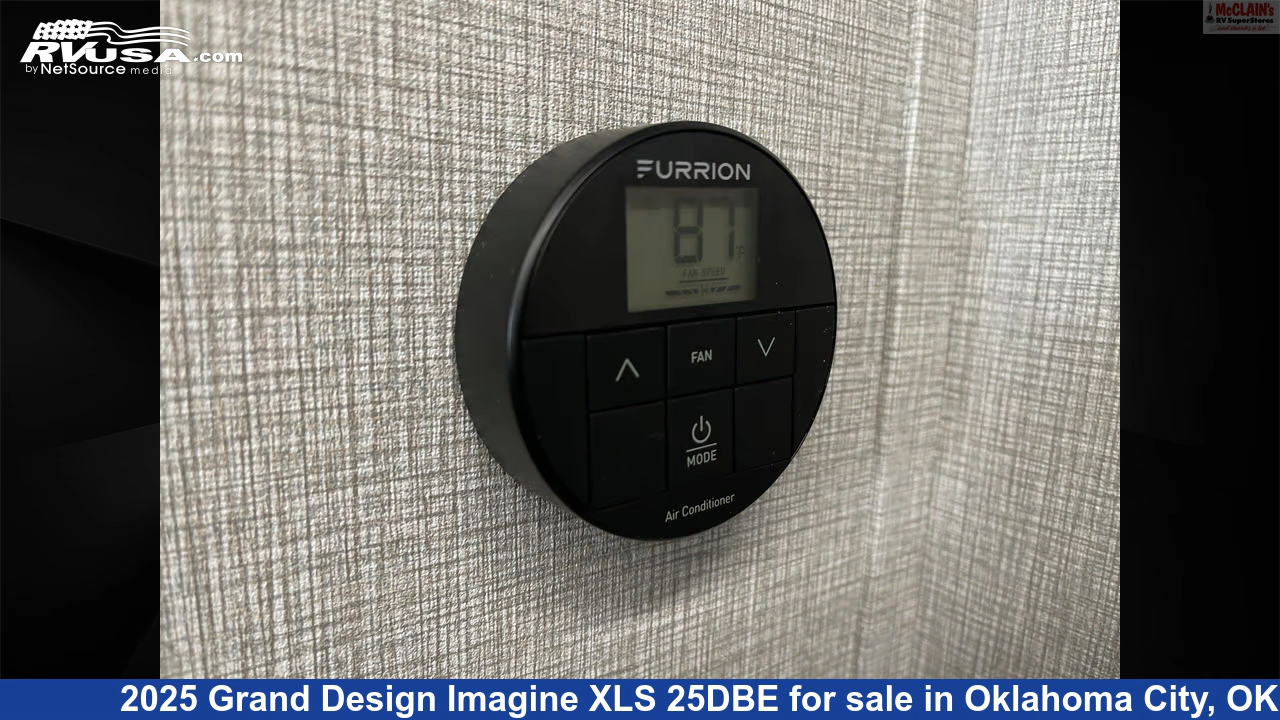 RVUSA.com
by NetSource media
McCLAIN's
RV SuperStores
FURRION
87 °F
FAN SPEED
FAN
MODE
Air Conditioner
2025 Grand Design Imagine XLS 25DBE for sale in Oklahoma City, OK